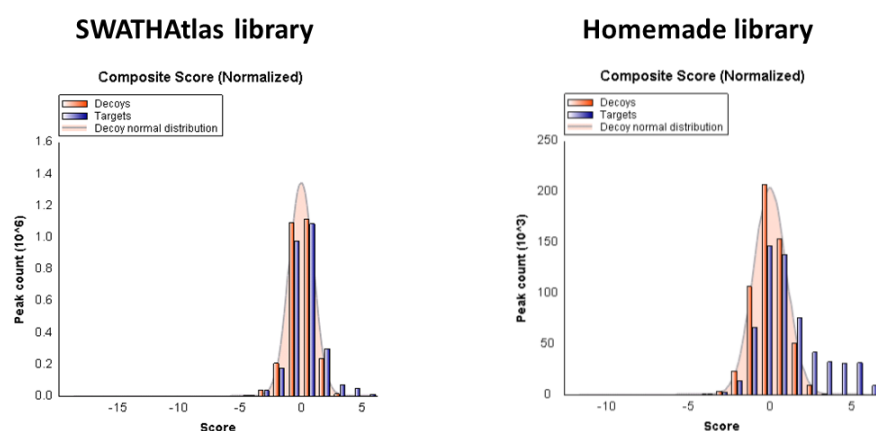 SWATHAtlas library
Composite Score (Normalized)
Decoys
Targets
Decoy normal distribution
1.6
1.4
1.2
1.0
0.8
0.6
0.4
0.2
0.0
Peak count (10^6)
-15 -10 -5 0 5
Score
Homemade library
Composite Score (Normalized)
Decoys
Targets
Decoy normal distribution
250
200
150
100
50
0
Peak count (10^3)
-10 -5 0 5
Score